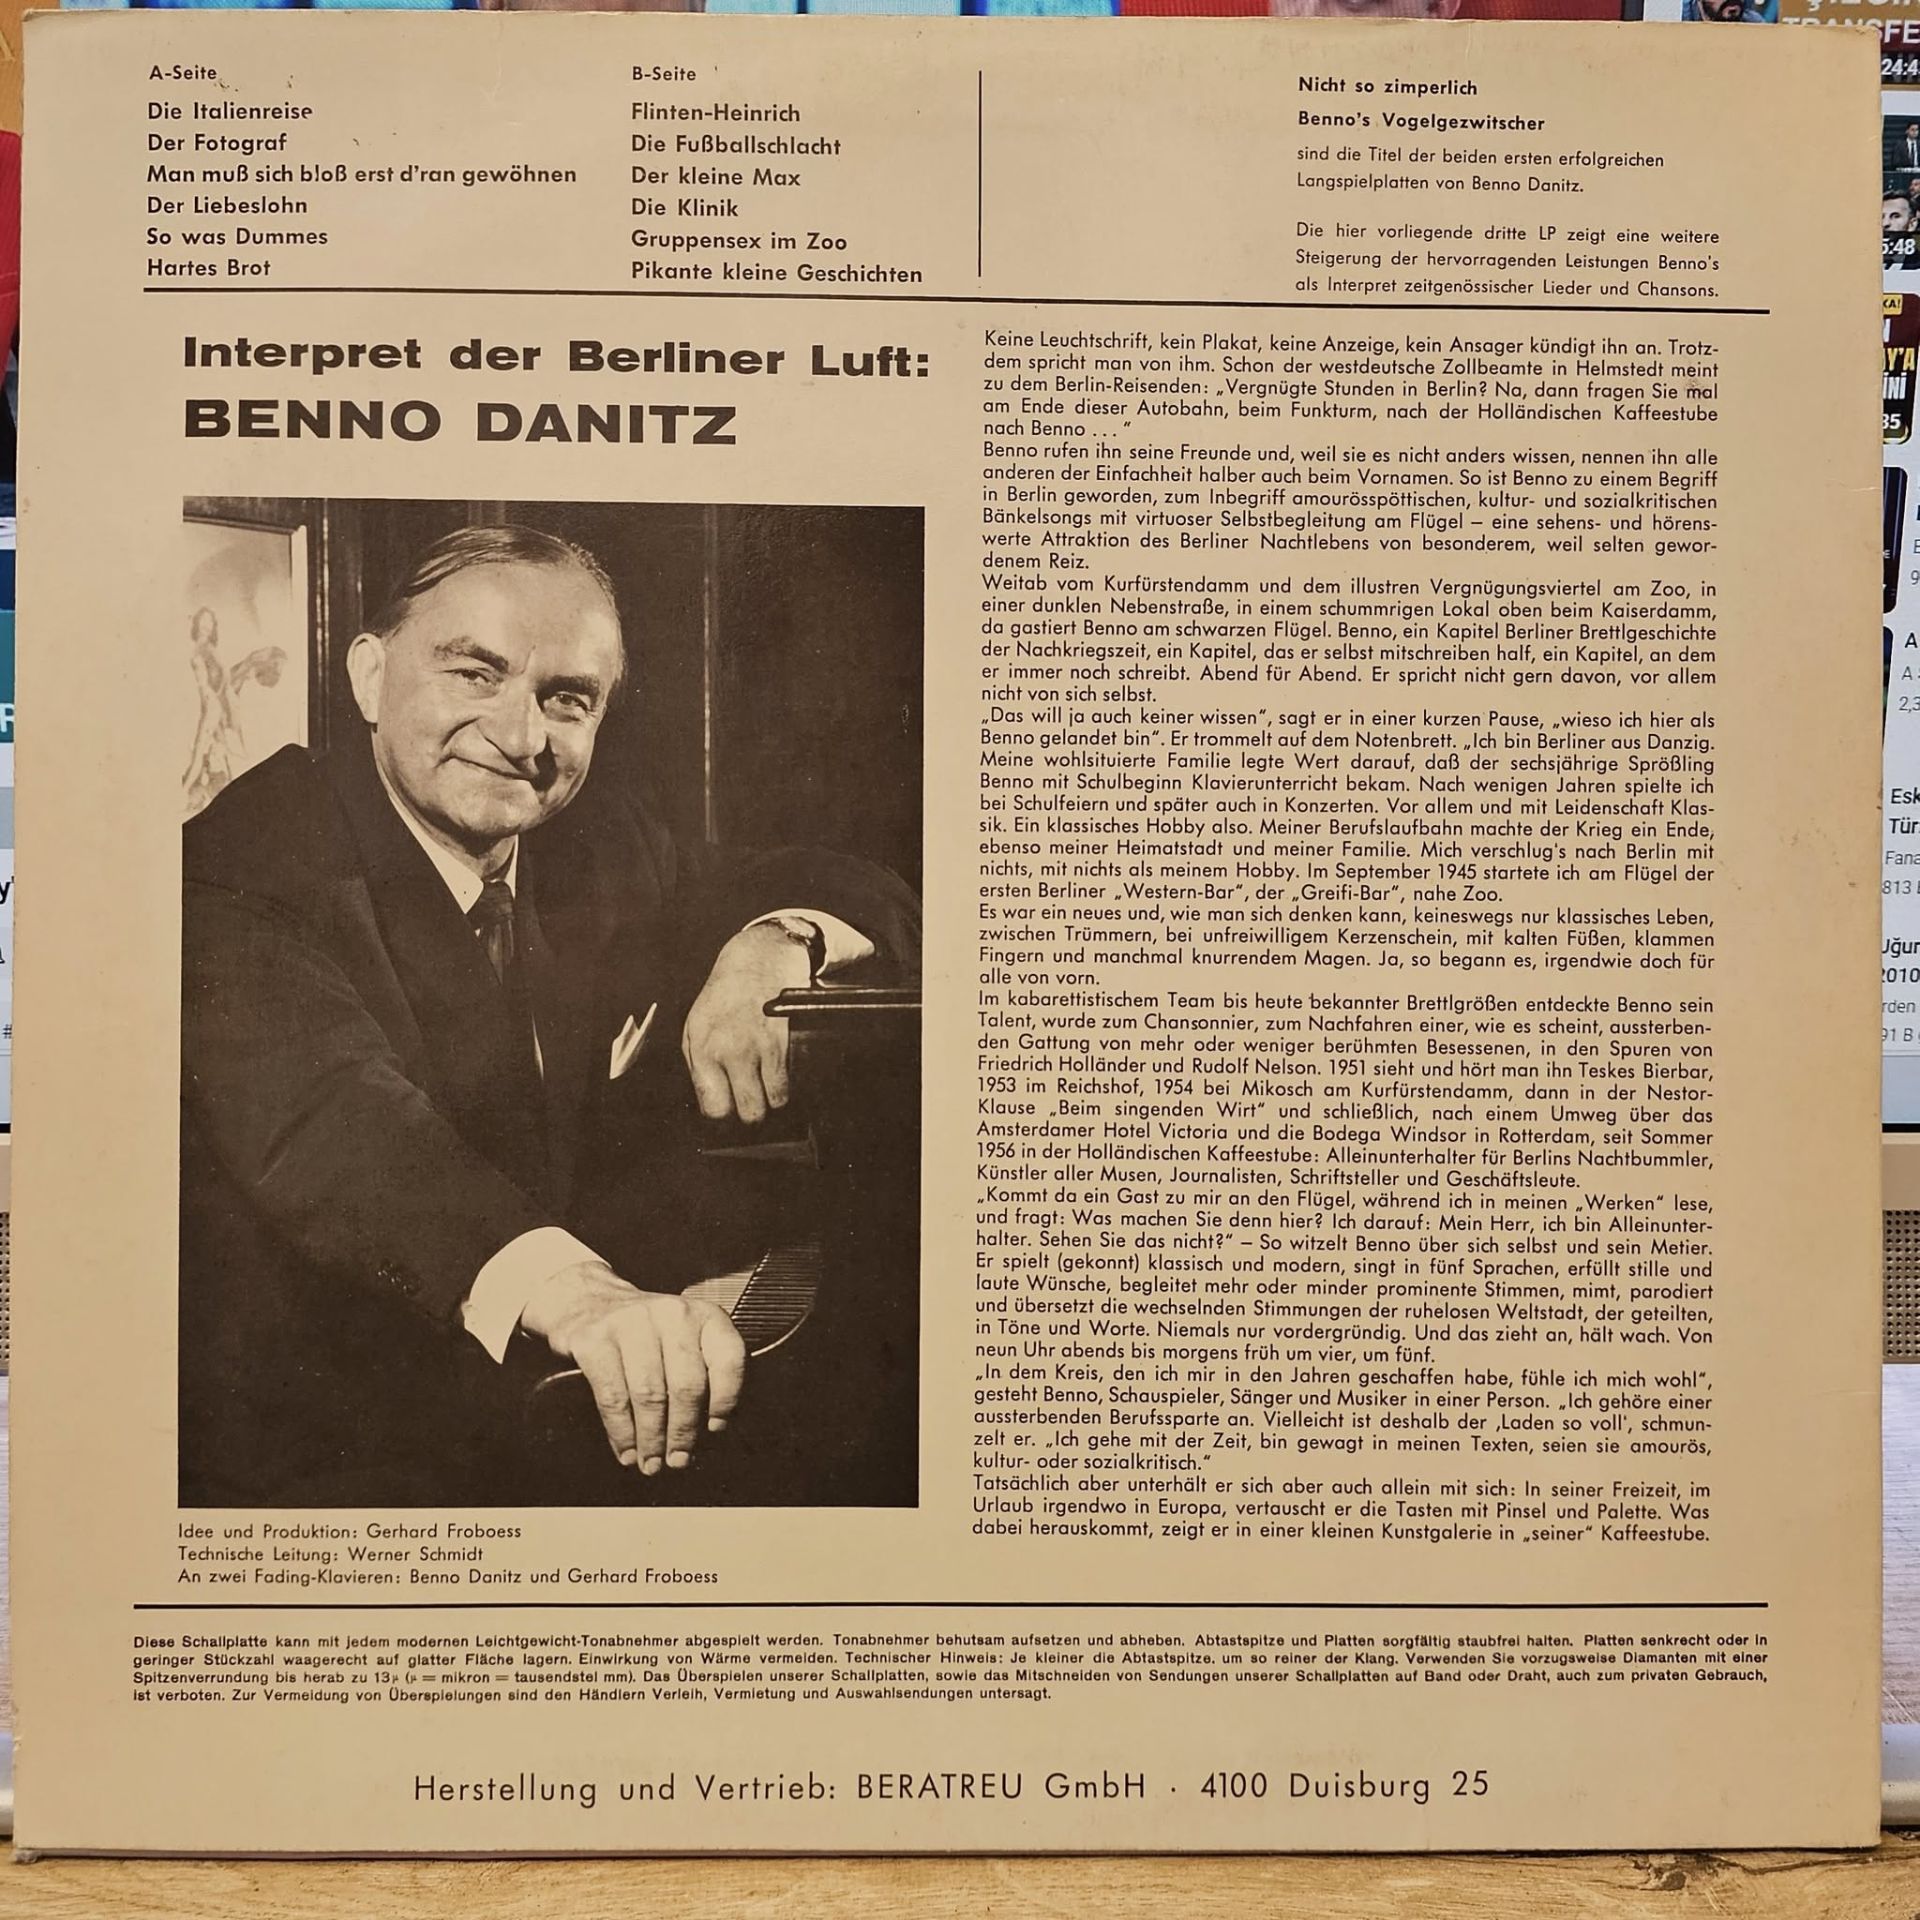 A-Seite
Die Italienreise
Der Fotograf
Man muß sich bloß erst d'ran gewöhnen
Der Liebeslohn
So was Dummes
Hartes Brot
B-Seite
Flinten-Heinrich
Die Fußballschlacht
Der kleine Max
Die Klinik
Gruppensex im Zoo
Pikante kleine Geschichten
Nicht so zimperlich
Benno's Vogelgezwitscher
sind die Titel der beiden ersten erfolgreichen
Langspielplatten von Benno Danitz.
Die hier vorliegende dritte LP zeigt eine weitere
Steigerung der hervorragenden Leistungen Benno's
als Interpret zeitgenössischer Lieder und Chansons.
Interpret der Berliner Luft:
BENNO DANITZ
Keine Leuchtschrift, kein Plakat, keine Anzeige, kein Ansager kündigt ihn an. Trotz-
dem spricht man von ihm. Schon der westdeutsche Zollbeamte in Helmstedt meint
zu dem Berlin-Reisenden: „Vergnügte Stunden in Berlin? Na, dann fragen Sie mal
am Ende dieser Autobahn, beim Funkturm, nach der Holländischen Kaffeestube
nach Benno . . . "
Benno rufen ihn seine Freunde und, weil sie es nicht anders wissen, nennen ihn alle
anderen der Einfachheit halber auch beim Vornamen. So ist Benno zu einem Begriff
in Berlin geworden, zum Inbegriff amourösspöttischen, kultur- und sozialkritischen
Bänkelsongs mit virtuoser Selbstbegleitung am Flügel – eine sehens- und hörens-
werte Attraktion des Berliner Nachtlebens von besonderem, weil selten gewor-
denem Reiz.
Weitab vom Kurfürstendamm und dem illustren Vergnügungsviertel am Zoo, in
einer dunklen Nebenstraße, in einem schummrigen Lokal oben beim Kaiserdamm,
da gastiert Benno am schwarzen Flügel. Benno, ein Kapitel Berliner Brettlgeschichte
der Nachkriegszeit, ein Kapitel, das er selbst mitschreiben half, ein Kapitel, an dem
er immer noch schreibt. Abend für Abend. Er spricht nicht gern davon, vor allem
nicht von sich selbst.
„Das will ja auch keiner wissen", sagt er in einer kurzen Pause, „wieso ich hier als
Benno gelandet bin". Er trommelt auf dem Notenbrett. „Ich bin Berliner aus Danzig.
Meine wohlsituierte Familie legte Wert darauf, daß der sechsjährige Sprößling
Benno mit Schulbeginn Klavierunterricht bekam. Nach wenigen Jahren spielte ich
bei Schulfeiern und später auch in Konzerten. Vor allem und mit Leidenschaft Klas-
sik. Ein klassisches Hobby also. Meiner Berufslaufbahn machte der Krieg ein Ende,
ebenso meiner Heimatstadt und meiner Familie. Mich verschlug's nach Berlin mit
nichts, mit nichts als meinem Hobby. Im September 1945 startete ich am Flügel der
ersten Berliner „Western-Bar", der „Greifi-Bar", nahe Zoo.
Es war ein neues und, wie man sich denken kann, keineswegs nur klassisches Leben,
zwischen Trümmern, bei unfreiwilligem Kerzenschein, mit kalten Füßen, klammen
Fingern und manchmal knurrendem Magen. Ja, so begann es, irgendwie doch für
alle von vorn.
Im kabarettistischem Team bis heute bekannter Brettlgrößen entdeckte Benno sein
Talent, wurde zum Chansonnier, zum Nachfahren einer, wie es scheint, aussterben-
den Gattung von mehr oder weniger berühmten Besessenen, in den Spuren von
Friedrich Holländer und Rudolf Nelson. 1951 sieht und hört man ihn Teskes Bierbar,
1953 im Reichshof, 1954 bei Mikosch am Kurfürstendamm, dann in der Nestor-
Klause „Beim singenden Wirt" und schließlich, nach einem Umweg über das
Amsterdamer Hotel Victoria und die Bodega Windsor in Rotterdam, seit Sommer
1956 in der Holländischen Kaffeestube: Alleinunterhalter für Berlins Nachtbummler,
Künstler aller Musen, Journalisten, Schriftsteller und Geschäftsleute.
„Kommt da ein Gast zu mir an den Flügel, während ich in meinen „Werken" lese,
und fragt: Was machen Sie denn hier? Ich darauf: Mein Herr, ich bin Alleinunter-
halter. Sehen Sie das nicht?" – So witzelt Benno über sich selbst und sein Metier.
Er spielt (gekonnt) klassisch und modern, singt in fünf Sprachen, erfüllt stille und
laute Wünsche, begleitet mehr oder minder prominente Stimmen, mimt, parodiert
und übersetzt die wechselnden Stimmungen der ruhelosen Weltstadt, der geteilten,
in Töne und Worte. Niemals nur vordergründig. Und das zieht an, hält wach. Von
neun Uhr abends bis morgens früh um vier, um fünf.
„In dem Kreis, den ich mir in den Jahren geschaffen habe, fühle ich mich wohl",
gesteht Benno, Schauspieler, Sänger und Musiker in einer Person. „Ich gehöre einer
aussterbenden Berufssparte an. Vielleicht ist deshalb der ‚Laden so voll', schmun-
zelt er. „Ich gehe mit der Zeit, bin gewagt in meinen Texten, seien sie amourös,
kultur- oder sozialkritisch."
Tatsächlich aber unterhält er sich aber auch allein mit sich: In seiner Freizeit, im
Urlaub irgendwo in Europa, vertauscht er die Tasten mit Pinsel und Palette. Was
dabei herauskommt, zeigt er in einer kleinen Kunstgalerie in „seiner" Kaffeestube.
Idee und Produktion: Gerhard Froboess
Technische Leitung: Werner Schmidt
An zwei Fading-Klavieren: Benno Danitz und Gerhard Froboess
Diese Schallplatte kann mit jedem modernen Leichtgewicht-Tonabnehmer abgespielt werden. Tonabnehmer behutsam aufsetzen und abheben. Abtastspitze und Platten sorgfältig staubfrei halten. Platten senkrecht oder in
geringer Stückzahl waagerecht auf glatter Fläche lagern. Einwirkung von Wärme vermeiden. Technischer Hinweis: Je kleiner die Abtastspitze, um so reiner der Klang. Verwenden Sie vorzugsweise Diamanten mit einer
Spitzenverrundung bis herab zu 13µ (µ = mikron = tausendstel mm). Das Überspielen unserer Schallplatten, sowie das Mitschneiden von Sendungen unserer Schallplatten auf Band oder Draht, auch zum privaten Gebrauch,
ist verboten. Zur Vermeidung von Überspielungen sind den Händlern Verleih, Vermietung und Auswahlsendungen untersagt.
Herstellung und Vertrieb: BERATREU GmbH · 4100 Duisburg 25